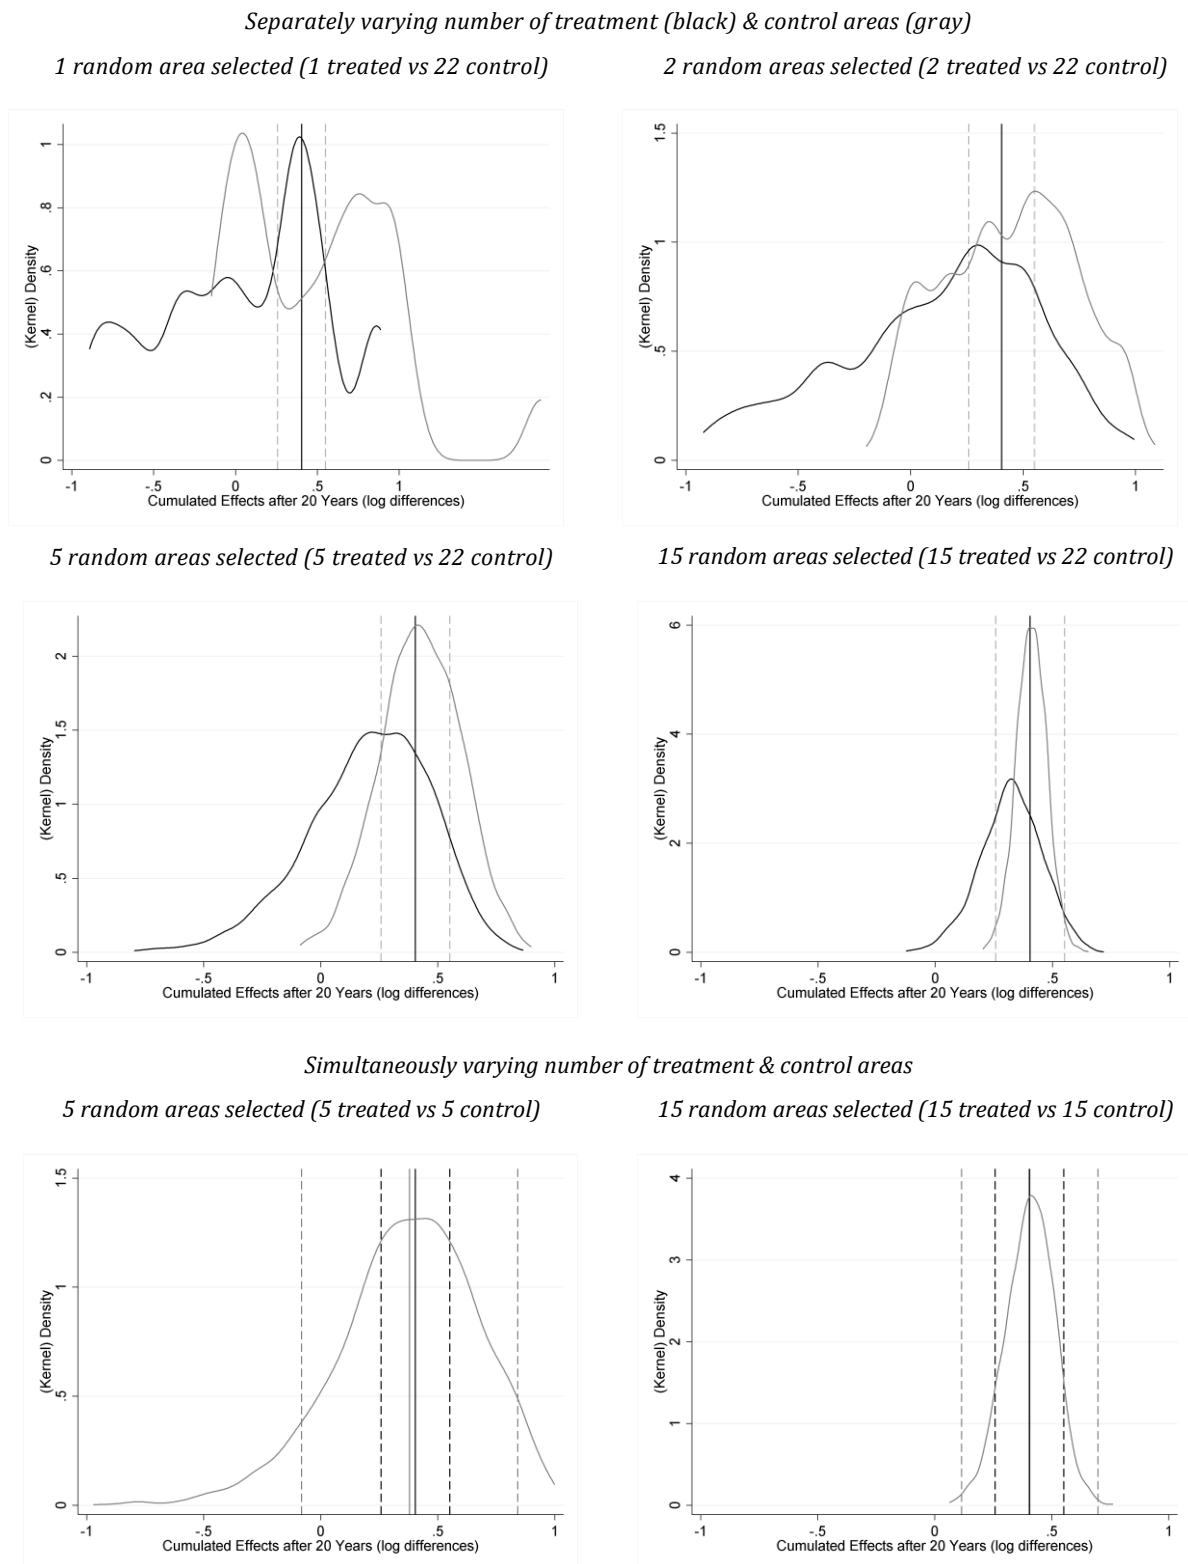 Separately varying number of treatment (black) & control areas (gray)
1 random area selected (1 treated vs 22 control)
2 random areas selected (2 treated vs 22 control)
(Kernel) Density
0 .2 .4 .6 .8 1
-1 -.5 0 .5 1
Cumulated Effects after 20 Years (log differences)
(Kernel) Density
0 .5 1 1.5
-1 -.5 0 .5 1
Cumulated Effects after 20 Years (log differences)
5 random areas selected (5 treated vs 22 control)
15 random areas selected (15 treated vs 22 control)
(Kernel) Density
0 .5 1 1.5 2
-1 -.5 0 .5 1
Cumulated Effects after 20 Years (log differences)
(Kernel) Density
0 2 4 6
-1 -.5 0 .5 1
Cumulated Effects after 20 Years (log differences)
Simultaneously varying number of treatment & control areas
5 random areas selected (5 treated vs 5 control)
15 random areas selected (15 treated vs 15 control)
(Kernel) Density
0 .5 1 1.5
-1 -.5 0 .5 1
Cumulated Effects after 20 Years (log differences)
(Kernel) Density
0 1 2 3 4
-1 -.5 0 .5 1
Cumulated Effects after 20 Years (log differences)